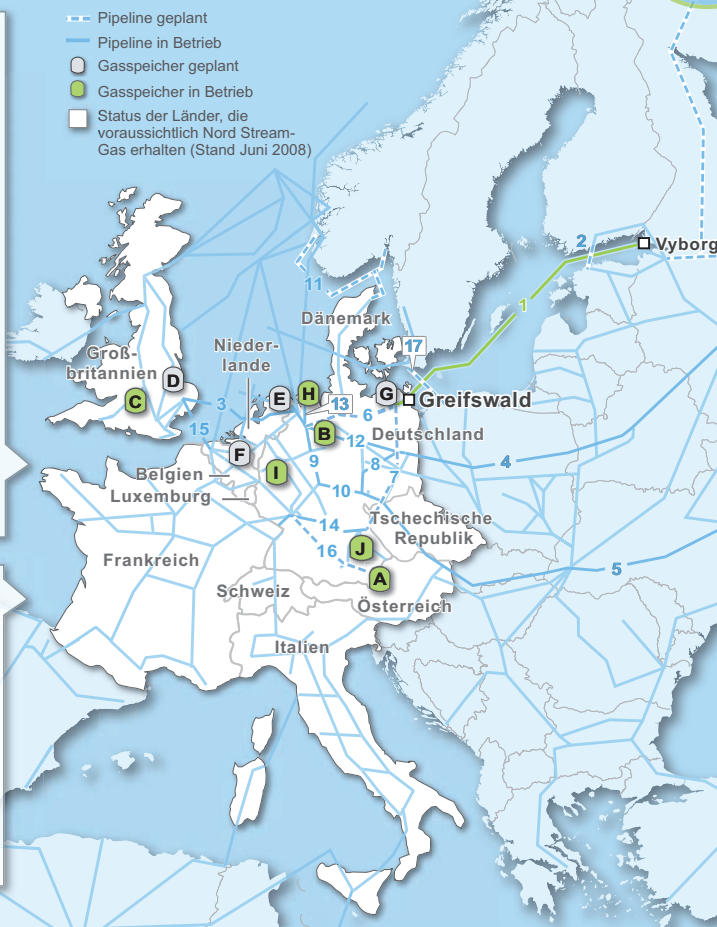 Pipeline geplant
Pipeline in Betrieb
Gasspeicher geplant
Gasspeicher in Betrieb
Status der Länder, die
voraussichtlich Nord Stream-
Gas erhalten (Stand Juni 2008)
2
Vyborg
11
1
Dänemark
17
Groß-
britannien
Nieder-
lande
D
C
3
E
H
13
G
Greifswald
6
15
B
12
Deutschland
F
I
9
8
7
4
Belgien
Luxemburg
10
14
Tschechische
Republik
16
J
Frankreich
A
5
Schweiz
Österreich
Italien